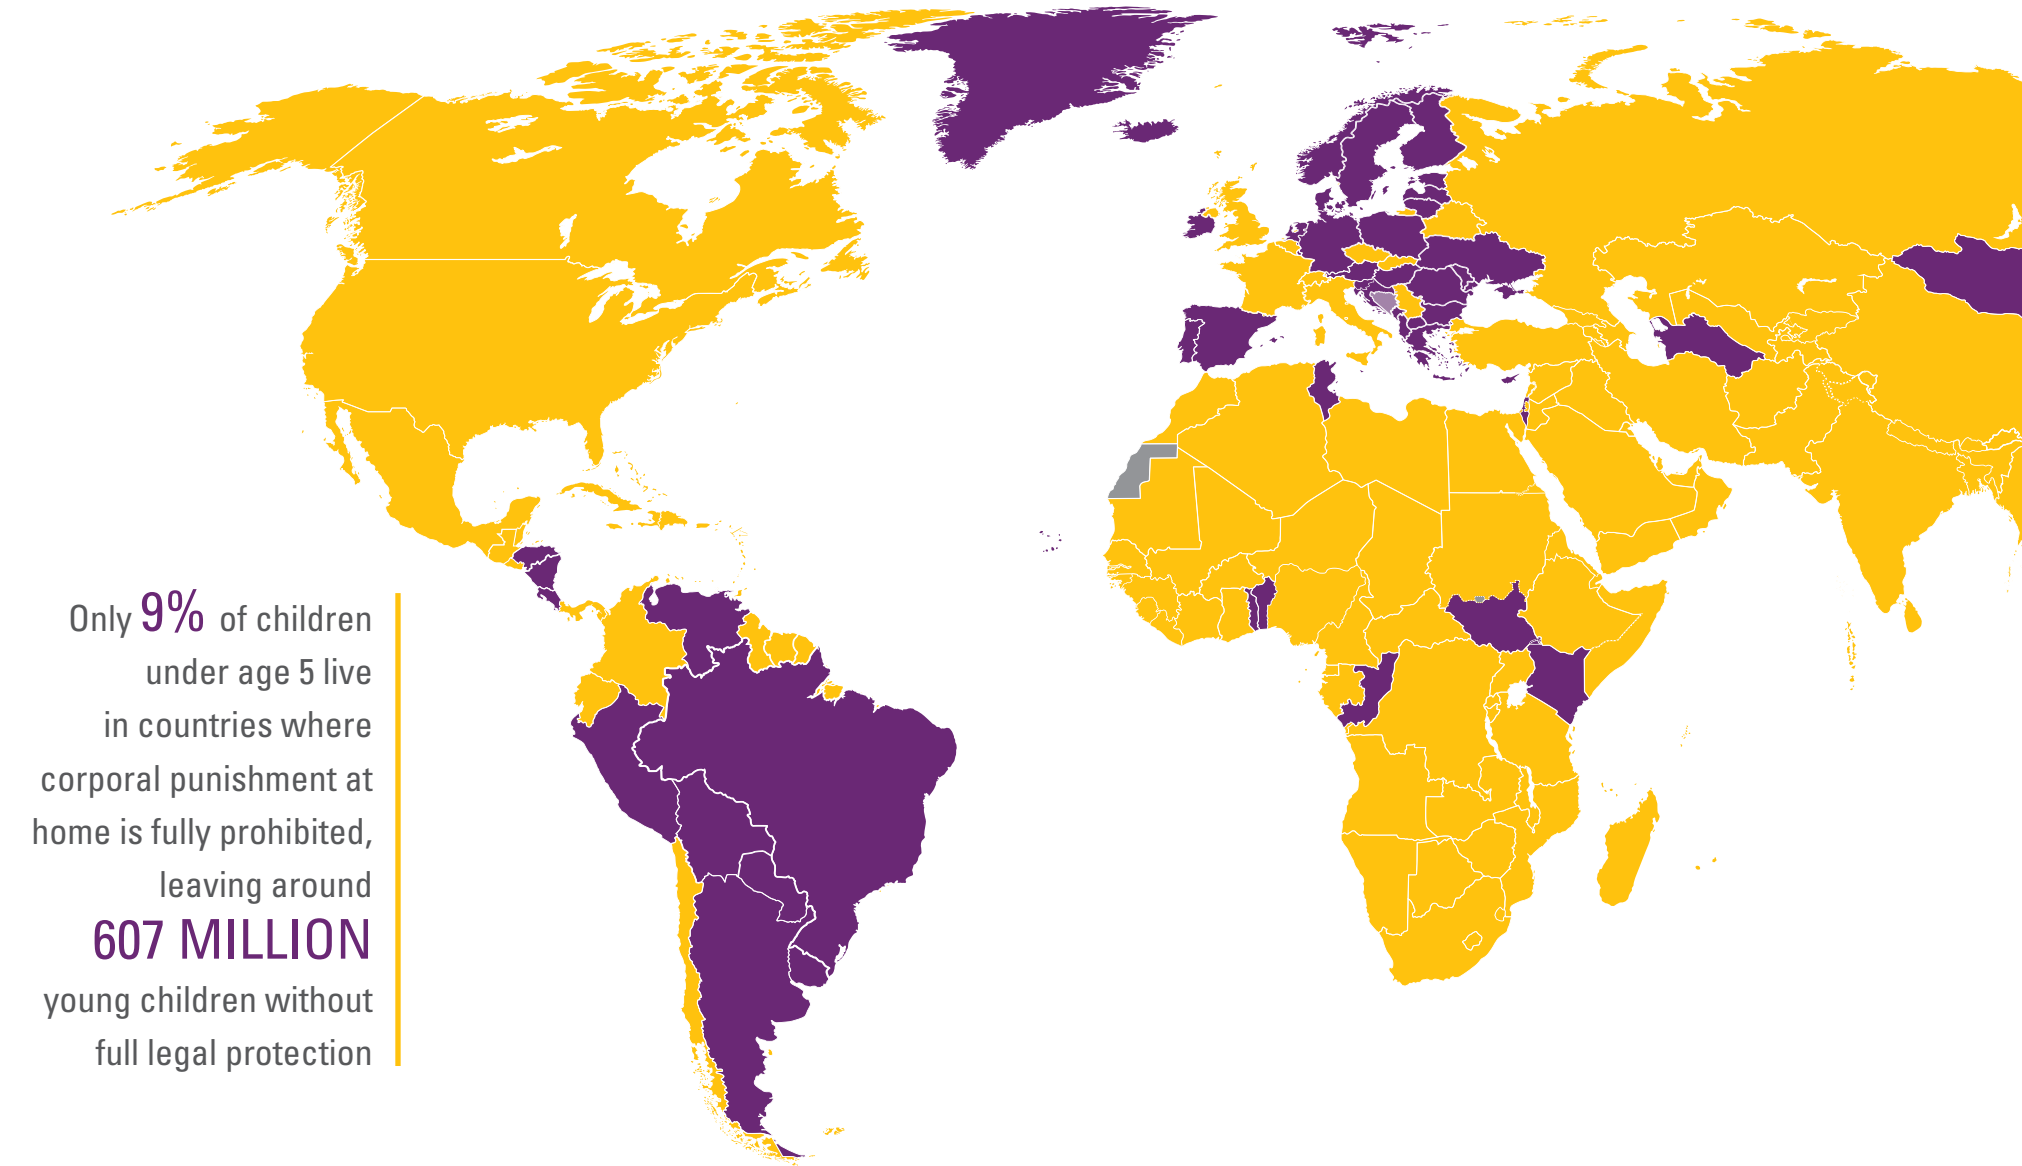 Only 9% of children
under age 5 live
in countries where
corporal punishment at
home is fully prohibited,
leaving around
607 MILLION
young children without
full legal protection